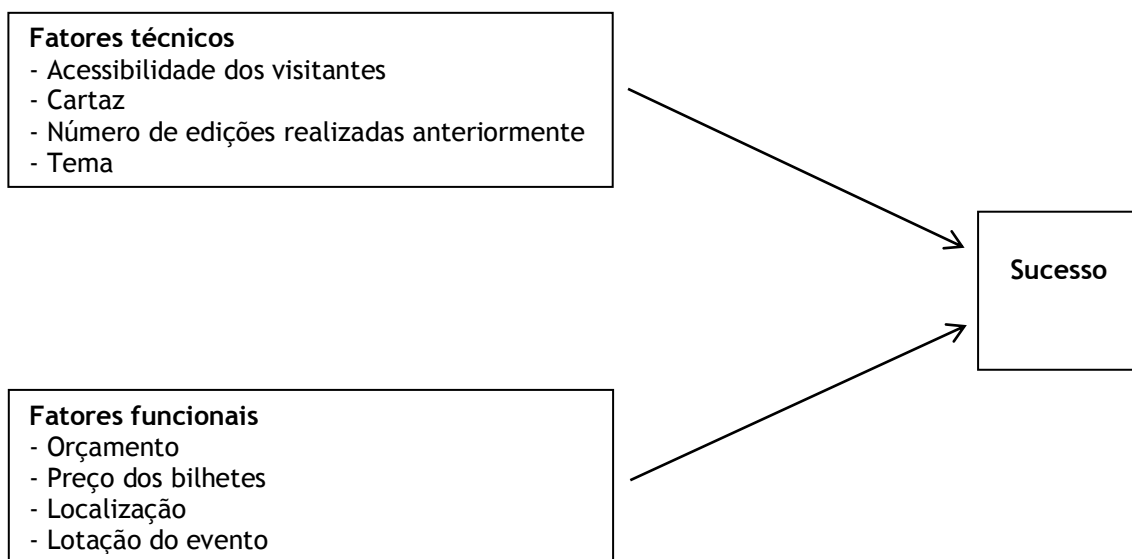 Fatores técnicos
- Acessibilidade dos visitantes
- Cartaz
- Número de edições realizadas anteriormente
- Tema
Sucesso
Fatores funcionais
- Orçamento
- Preço dos bilhetes
- Localização
- Lotação do evento